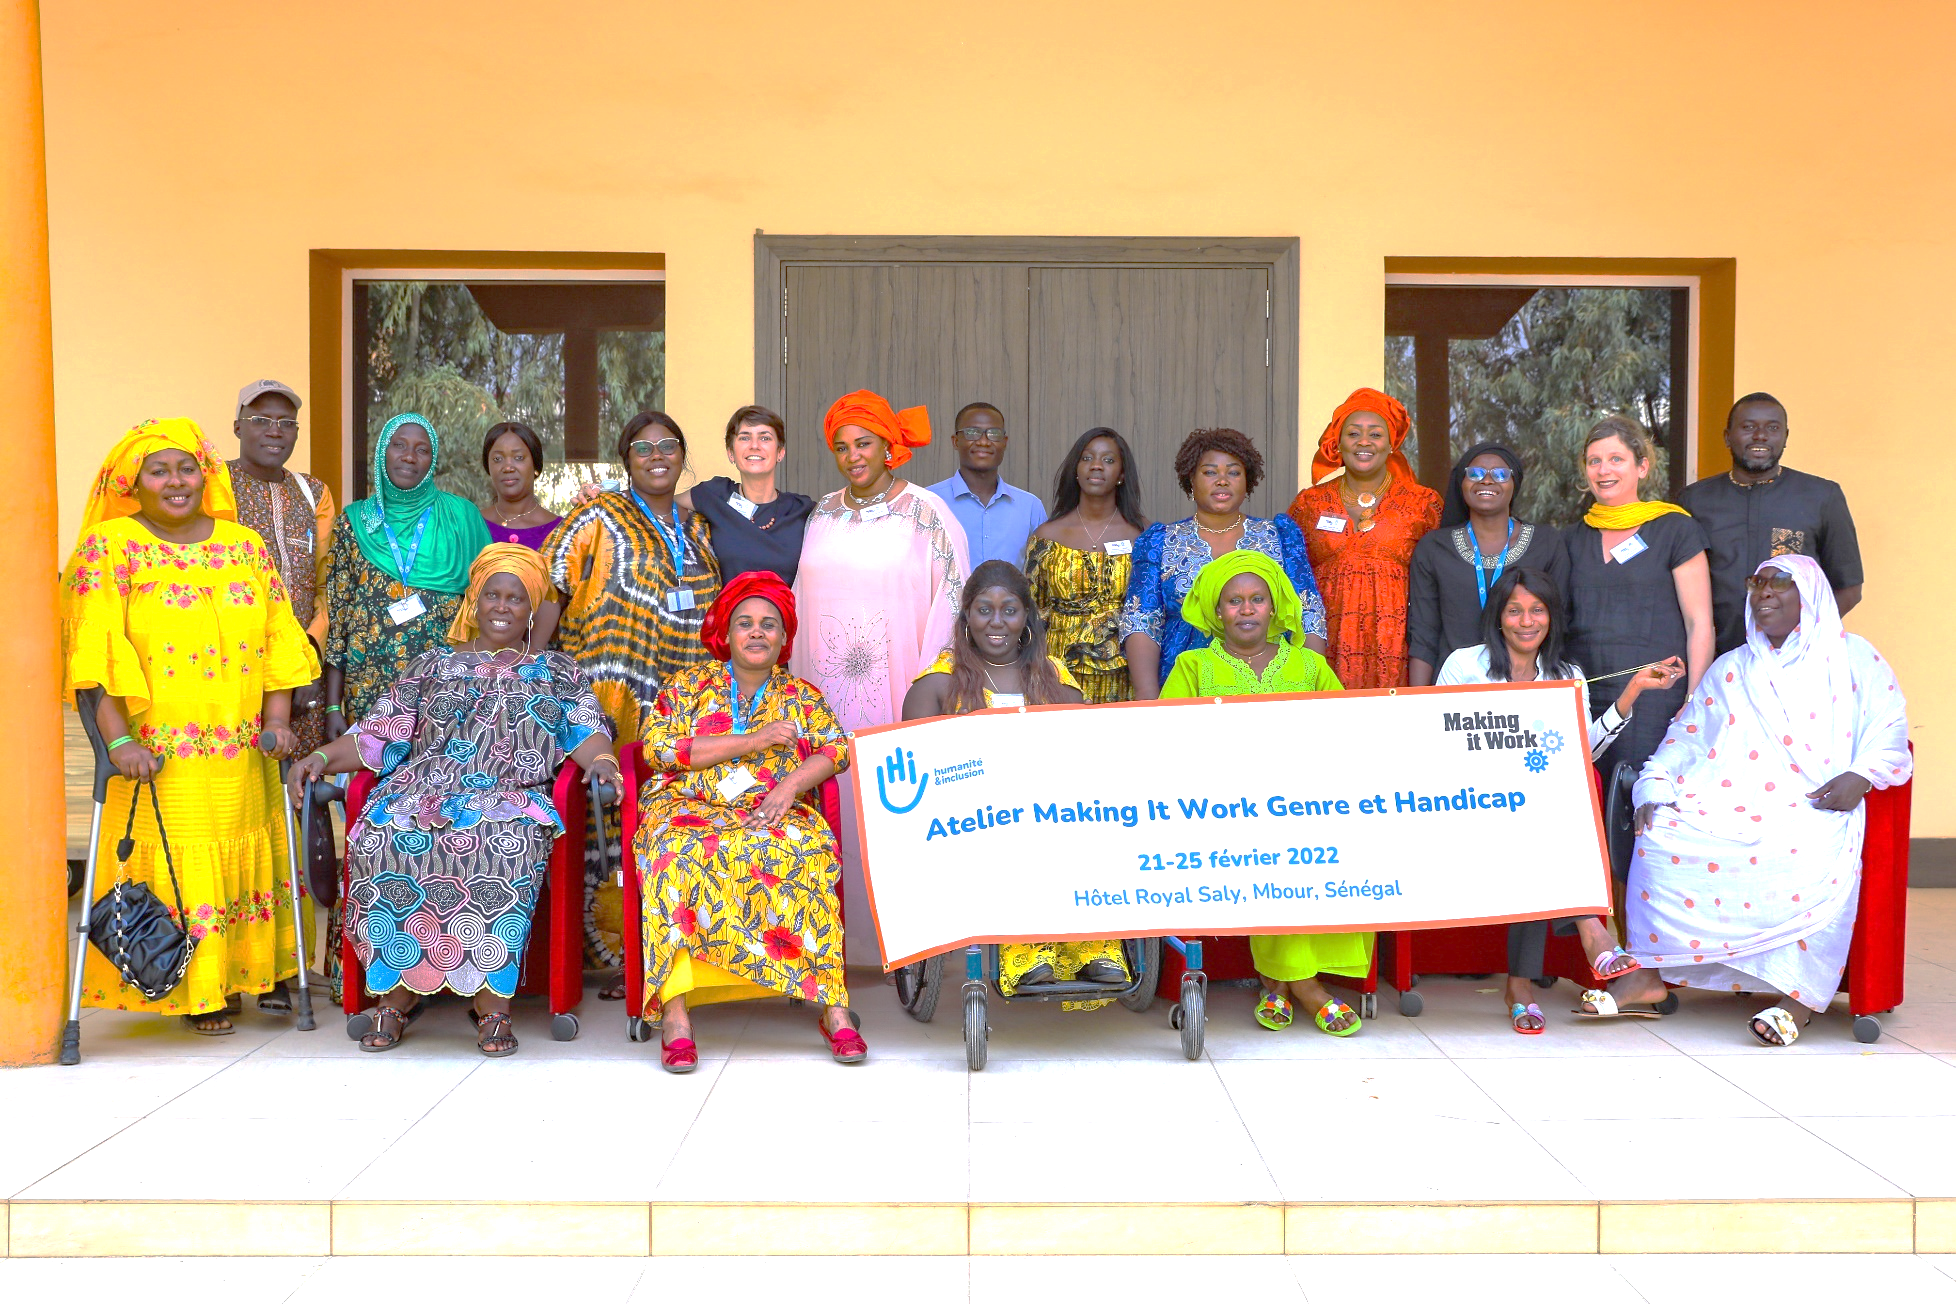 Hi humanité
&inclusion
Making
it Work
Atelier Making It Work Genre et Handicap
21-25 février 2022
Hôtel Royal Saly, Mbour, Sénégal